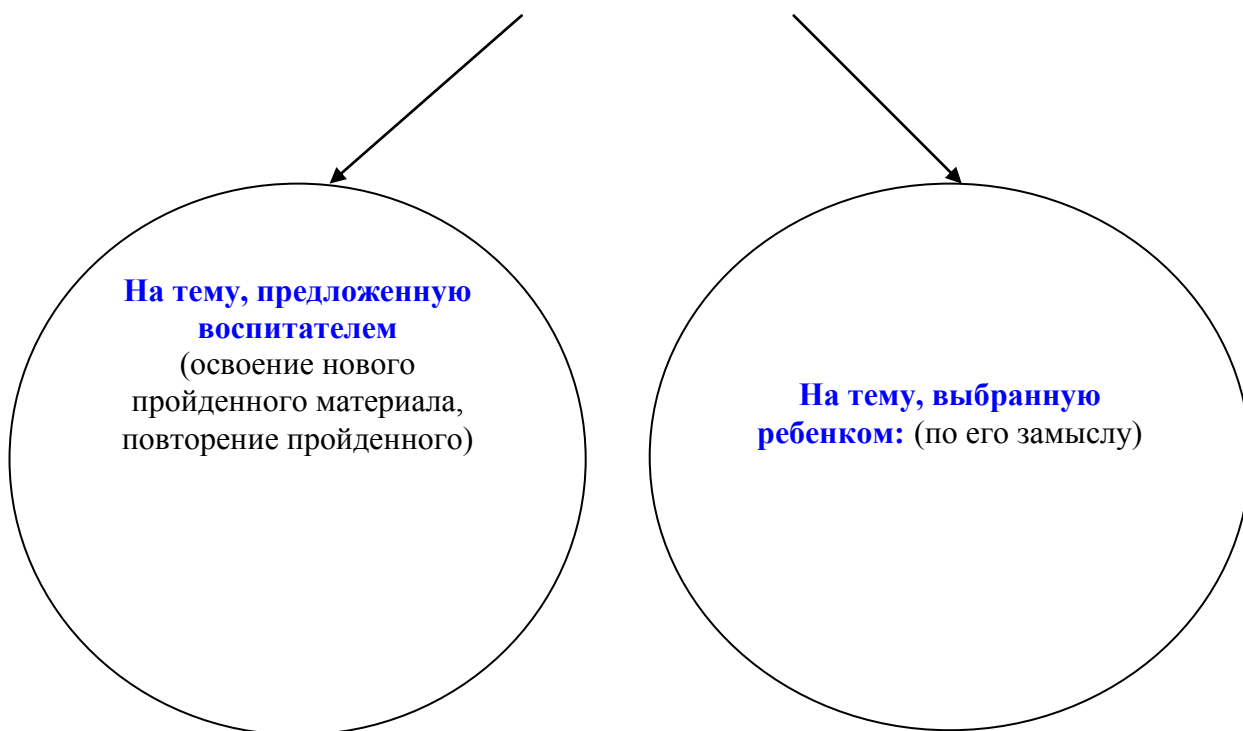 На тему, предложенную
воспитателем
(освоение нового
пройденного материала,
повторение пройденного)
На тему, выбранную
ребенком: (по его замыслу)